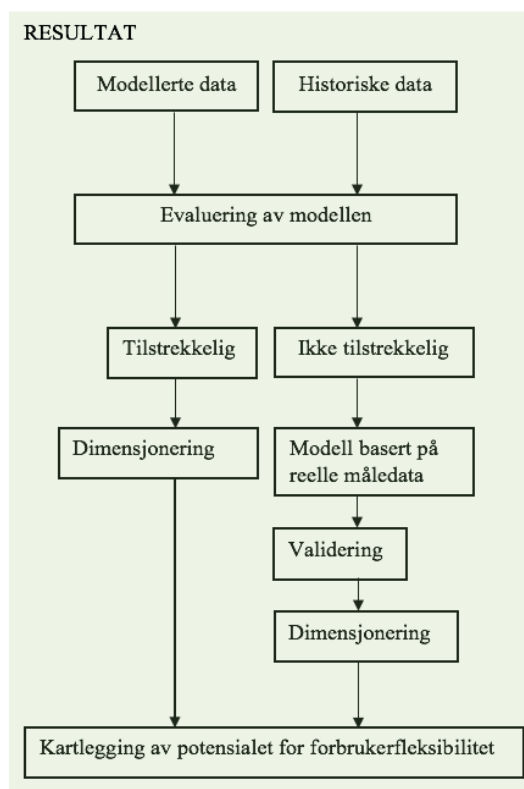 RESULTAT
Modellerte data
Historiske data
Evaluering av modellen
Tilstrekkelig
Ikke tilstrekkelig
Dimensjonering
Modell basert på
reelle måledata
Validering
Dimensjonering
Kartlegging av potensialet for forbrukerfleksibilitet